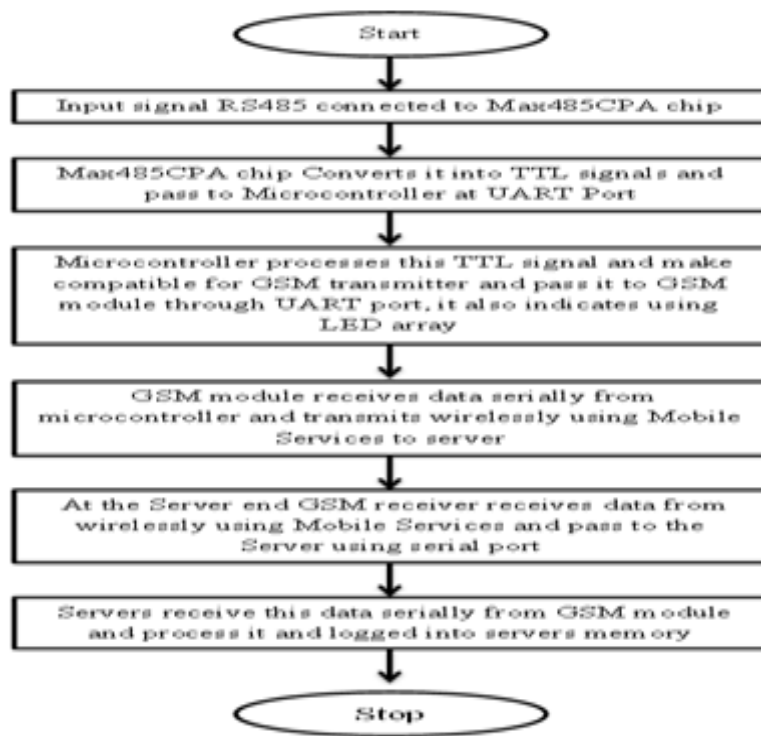 Start
Input signal RS485 connected to Max485CPA chip
Max485CPA chip Converts it into TTL signals and
pass to Microcontroller at UART Port
Microcontroller processes this TTL signal and make
compatible for GSM transmitter and pass it to GSM
module through UART port, it also indicates using
LED array
GSM module receives data serially from
microcontroller and transmits wirelessly using Mobile
Services to server
At the Server end GSM receiver receives data from
wirelessly using Mobile Services and pass to the
Server using serial port
Servers receive this data serially from GSM module
and process it and logged into servers memory
Stop